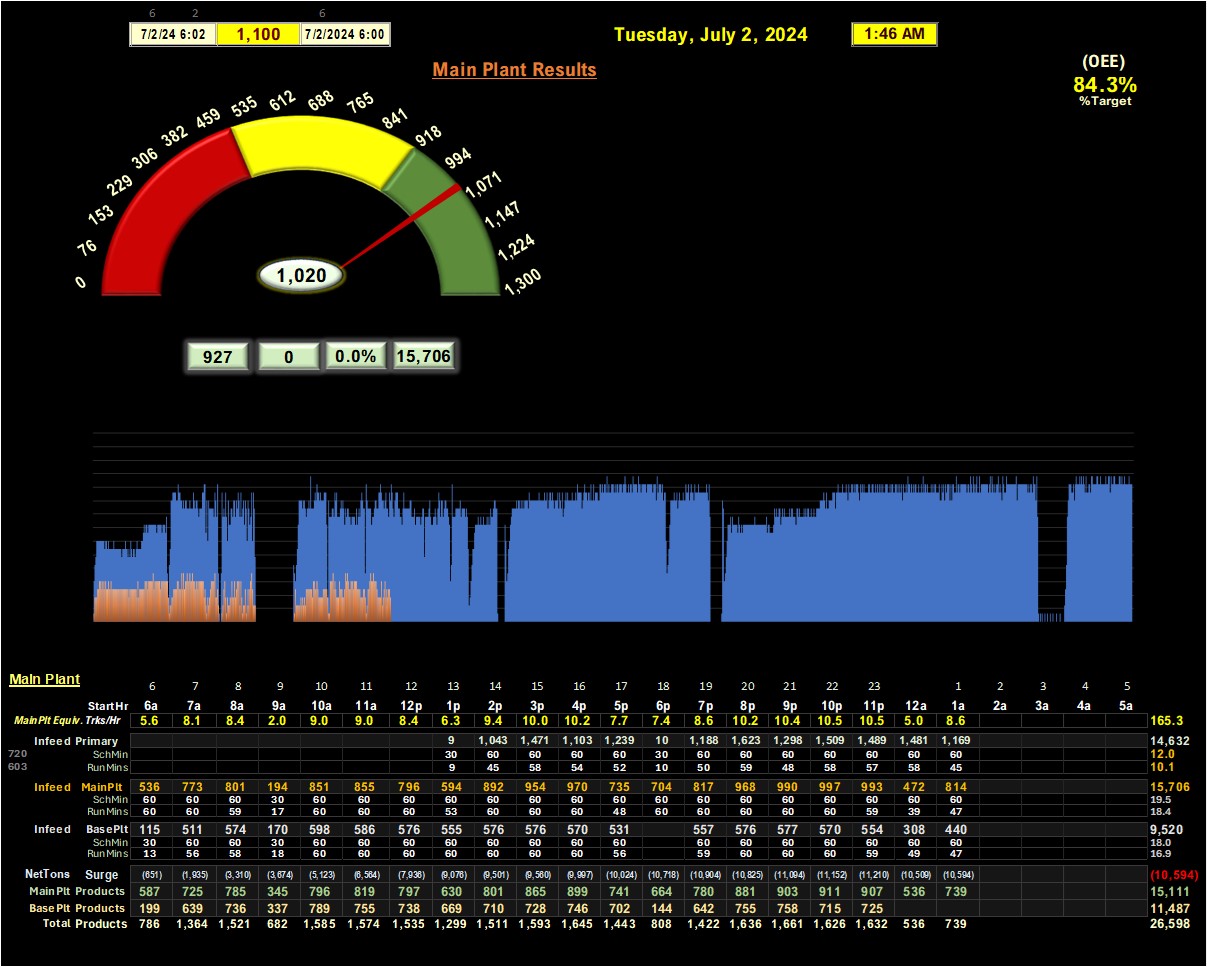 6 2 6
7/2/24 6:02 1,100 7/2/2024 6:00 Tuesday, July 2, 2024 1:46 AM
Main Plant Results
(OEE)
84.3%
%Target
0 76 153 229 306 382 459 535 612 688 765 841 918 994 1,071 1,147 1,224 1,300
1,020
927 0 0.0% 15,706
Main Plant
6 7 8 9 10 11 12 13 14 15 16 17 18 19 20 21 22 23 1 2 3 4 5
StartHr 6a 7a 8a 9a 10a 11a 12p 1p 2p 3p 4p 5p 6p 7p 8p 9p 10p 11p 12a 1a 2a 3a 4a 5a
MainPlt Equiv. Trks/Hr 5.6 8.1 8.4 2.0 9.0 9.0 8.4 6.3 9.4 10.0 10.2 7.7 7.4 8.6 10.2 10.4 10.5 10.5 5.0 8.6 165.3
Infeed Primary 9 1,043 1,471 1,103 1,239 10 1,188 1,623 1,298 1,509 1,489 1,481 1,169 14,632
720 SchMin 30 60 60 60 60 30 60 60 60 60 60 60 60 12.0
603 RunMins 9 45 58 54 52 10 50 59 48 58 57 58 45 10.1
Infeed MainPlt 536 773 801 194 851 855 796 594 892 954 970 735 704 817 968 990 997 993 472 814 15,706
SchMin 60 60 60 30 60 60 60 60 60 60 60 60 60 60 60 60 60 60 60 60 19.5
RunMins 60 60 59 17 60 60 60 53 60 60 60 48 60 60 60 60 60 59 39 47 18.4
Infeed BasePlt 115 511 574 170 598 586 576 555 576 576 570 531 557 576 577 570 554 308 440 9,520
SchMin 30 60 60 30 60 60 60 60 60 60 60 60 60 60 60 60 60 60 60 18.0
RunMins 13 56 58 18 60 60 60 60 60 60 60 56 59 60 60 60 59 49 47 16.9
NetTons Surge (651) (1,935) (3,310) (3,674) (5,123) (6,564) (7,936) (9,076) (9,501) (9,560) (9,997) (10,024) (10,718) (10,904) (10,825) (11,094) (11,152) (11,210) (10,509) (10,594) (10,594)
MainPlt Products 587 725 785 345 796 819 797 630 801 865 899 741 664 780 881 903 911 907 536 739 15,111
BasePlt Products 199 639 736 337 789 755 738 669 710 728 746 702 144 642 755 758 715 725 11,487
Total Products 786 1,364 1,521 682 1,585 1,574 1,535 1,299 1,511 1,593 1,645 1,443 808 1,422 1,636 1,661 1,626 1,632 536 739 26,598